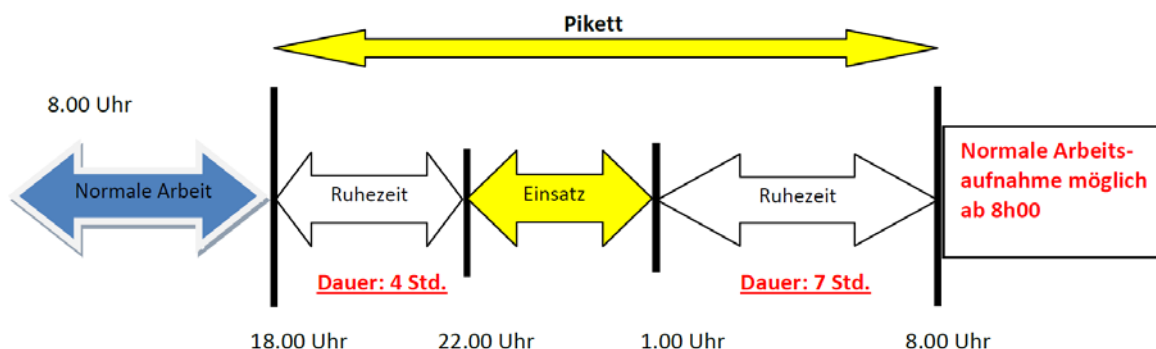 Pikett
8.00 Uhr
Normale Arbeit
Ruhezeit
Einsatz
Ruhezeit
Normale Arbeits-
aufnahme möglich
ab 8h00
Dauer: 4 Std.
Dauer: 7 Std.
18.00 Uhr
22.00 Uhr
1.00 Uhr
8.00 Uhr